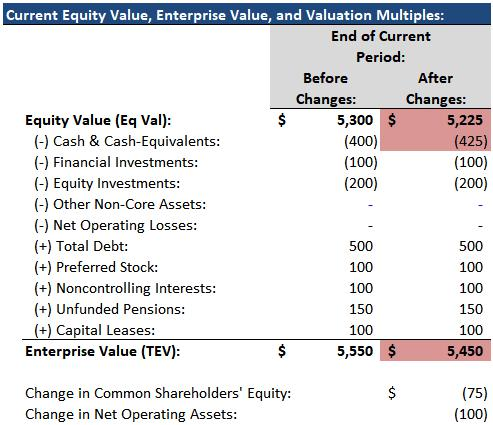 Current Equity Value, Enterprise Value, and Valuation Multiples:
End of Current
Period:
Before After
Changes: Changes:
Equity Value (Eq Val): $ 5,300 $ 5,225
(-) Cash & Cash-Equivalents: (400) (425)
(-) Financial Investments: (100) (100)
(-) Equity Investments: (200) (200)
(-) Other Non-Core Assets: - -
(-) Net Operating Losses: - -
(+) Total Debt: 500 500
(+) Preferred Stock: 100 100
(+) Noncontrolling Interests: 100 100
(+) Unfunded Pensions: 150 150
(+) Capital Leases: 100 100
Enterprise Value (TEV): $ 5,550 $ 5,450
Change in Common Shareholders' Equity: $ (75)
Change in Net Operating Assets: (100)